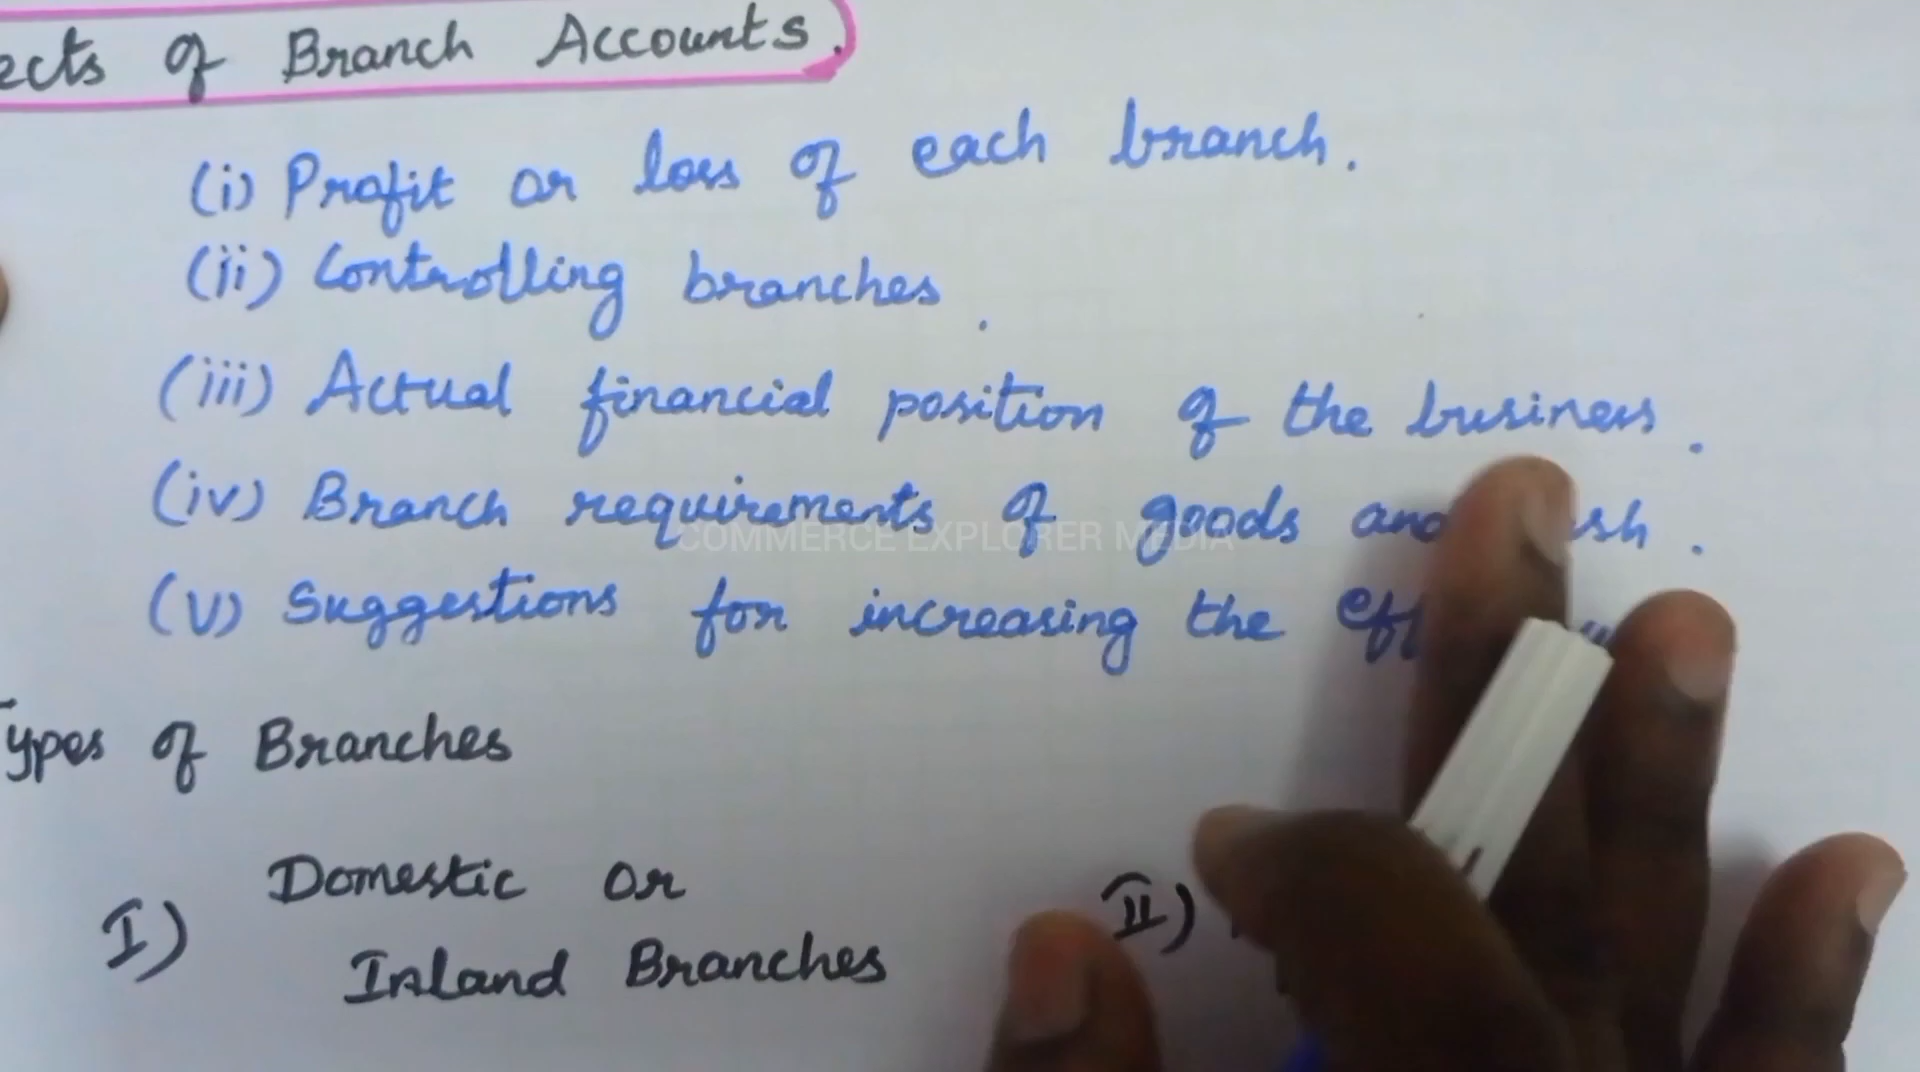 ects of Branch Accounts.
(i) Profit or loss of each branch.
(ii) Controlling branches.
(iii) Actual financial position of the business.
(iv) Branch requirements of goods and
(v) Suggestions for increasing the
Types of Branches
I) Domestic or
Inland Branches
II)
COMMERCE EXPLORER MEDIA